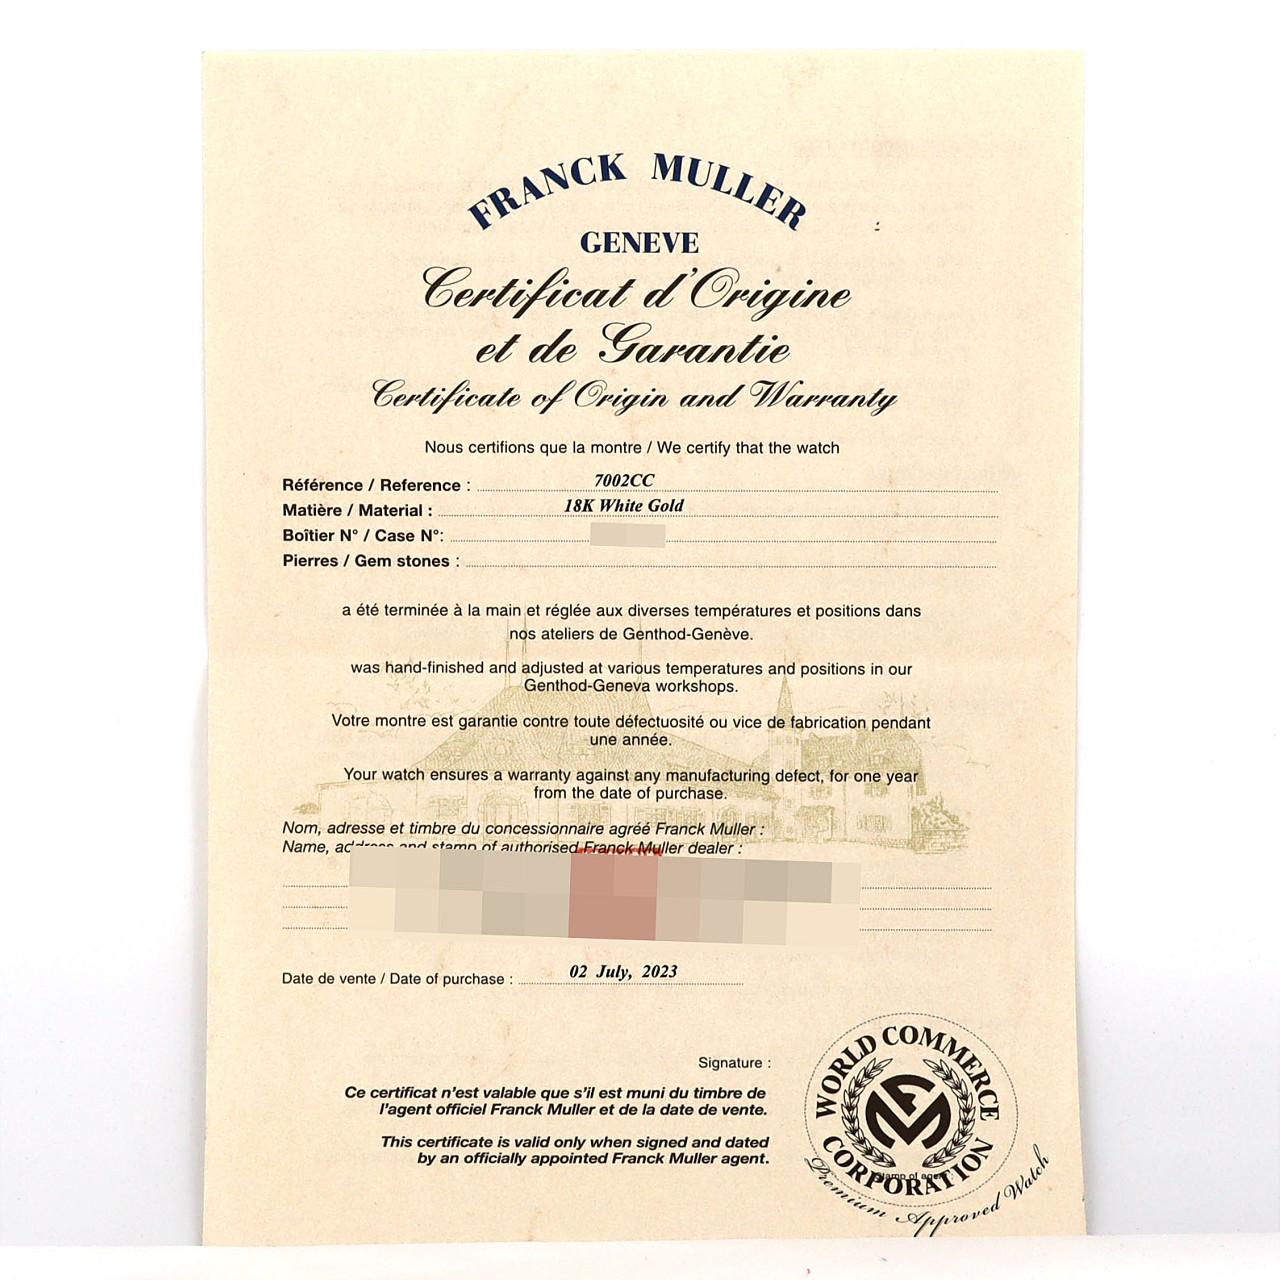 FRANCK MULLER
GENEVE
Certificat d'Origine
et de Garantie
Certificate of Origin and Warranty
Nous certifions que la montre / We certify that the watch
Référence / Reference : 7002CC
Matière / Material : 18K White Gold
Boîtier N° / Case N°:
Pierres / Gem stones :
a été terminée à la main et réglée aux diverses températures et positions dans
nos ateliers de Genthod-Genève.
was hand-finished and adjusted at various temperatures and positions in our
Genthod-Geneva workshops.
Votre montre est garantie contre toute défectuosité ou vice de fabrication pendant
une année.
Your watch ensures a warranty against any manufacturing defect, for one year
from the date of purchase.
Nom, adresse et timbre du concessionnaire agréé Franck Muller :
Name, address and stamp of authorised Franck Muller dealer :
Date de vente / Date of purchase : 02 July, 2023
Signature :
Ce certificat n'est valable que s'il est muni du timbre de
l'agent officiel Franck Muller et de la date de vente.
This certificate is valid only when signed and dated
by an officially appointed Franck Muller agent.
WORLD COMMERCE
CORPORATION
Stamp of agent
Premium Approved Watch